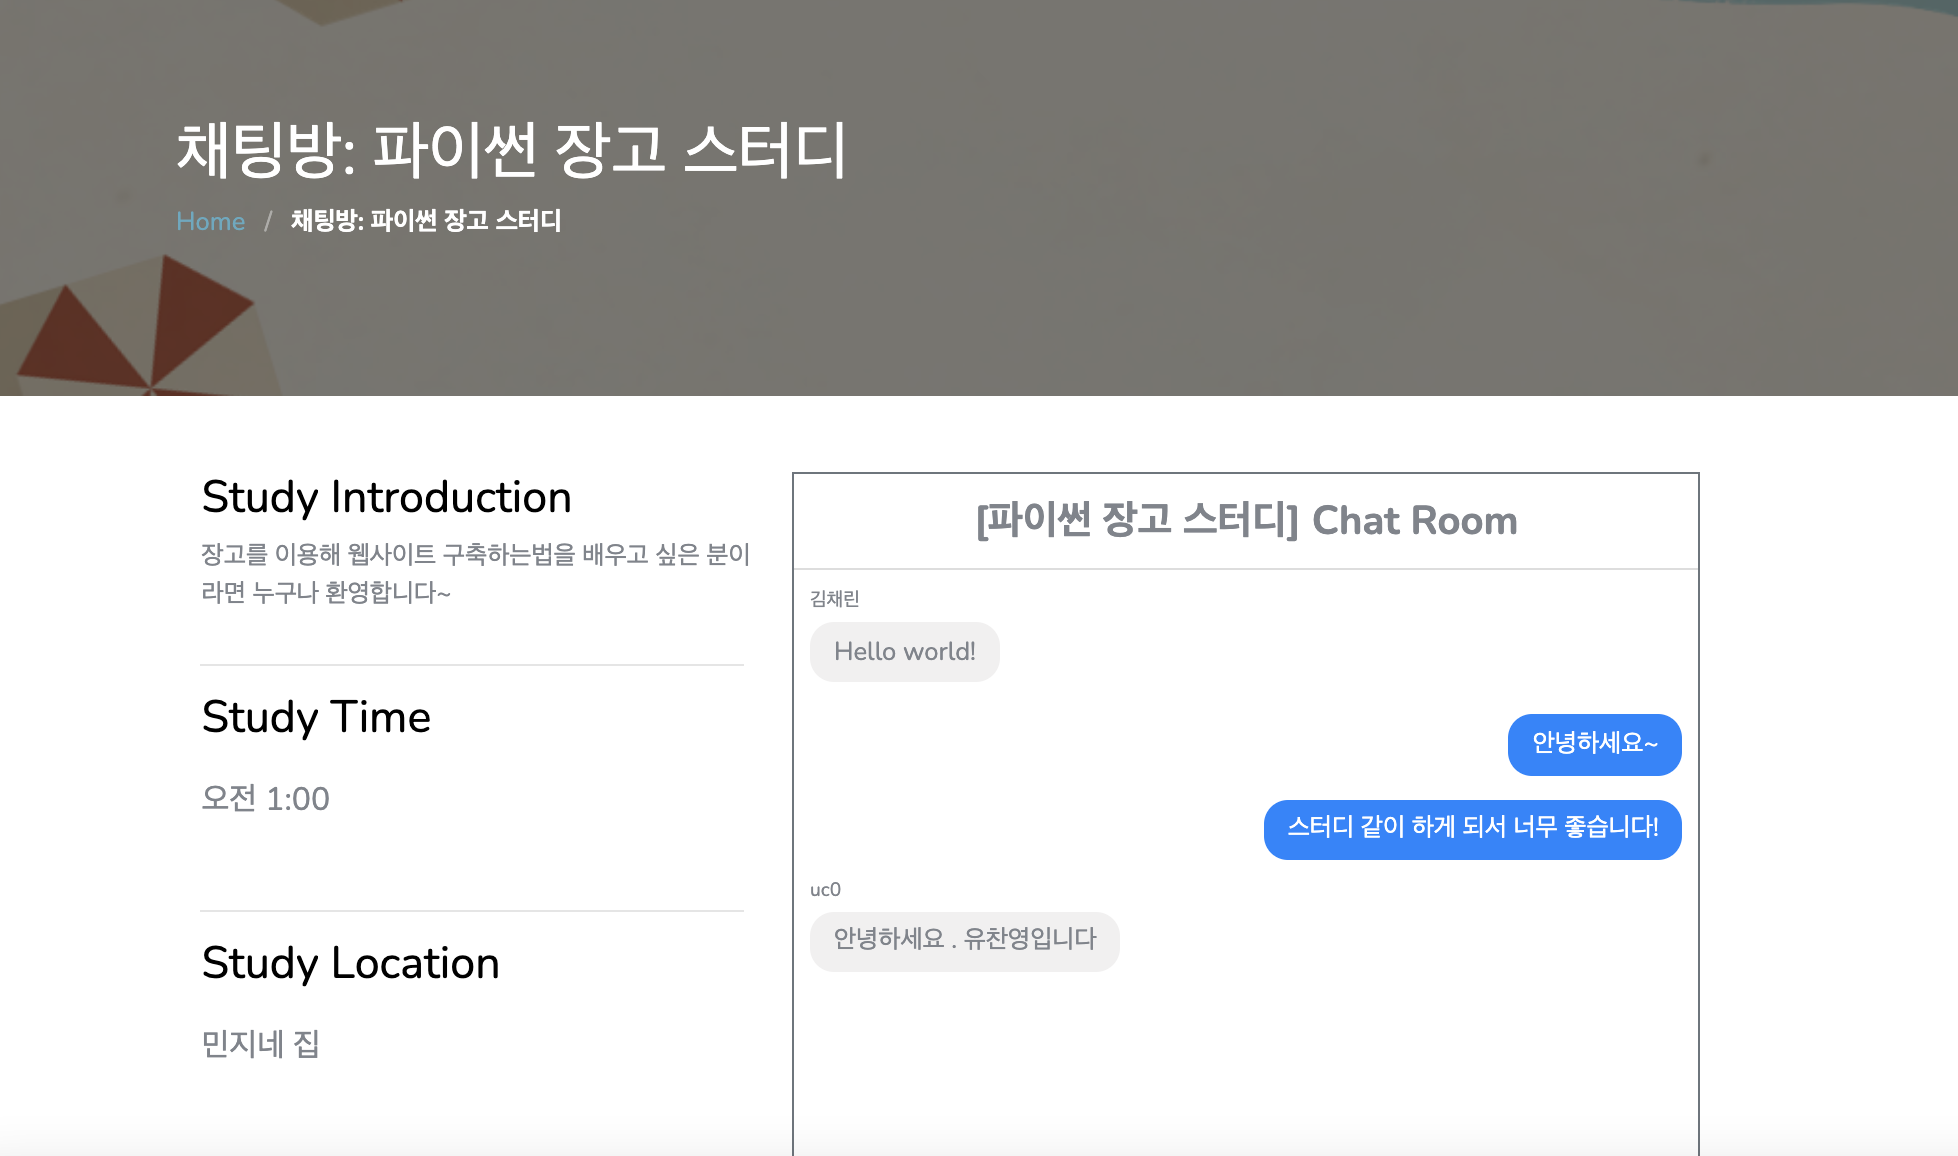 채팅방: 파이썬 장고 스터디
Home / 채팅방: 파이썬 장고 스터디
Study Introduction
장고를 이용해 웹사이트 구축하는법을 배우고 싶은 분이
라면 누구나 환영합니다~
Study Time
오전 1:00
Study Location
민지네 집
[파이썬 장고 스터디] Chat Room
김채린
Hello world!
안녕하세요~
스터디 같이 하게 되서 너무 좋습니다!
uc0
안녕하세요 . 유찬영입니다